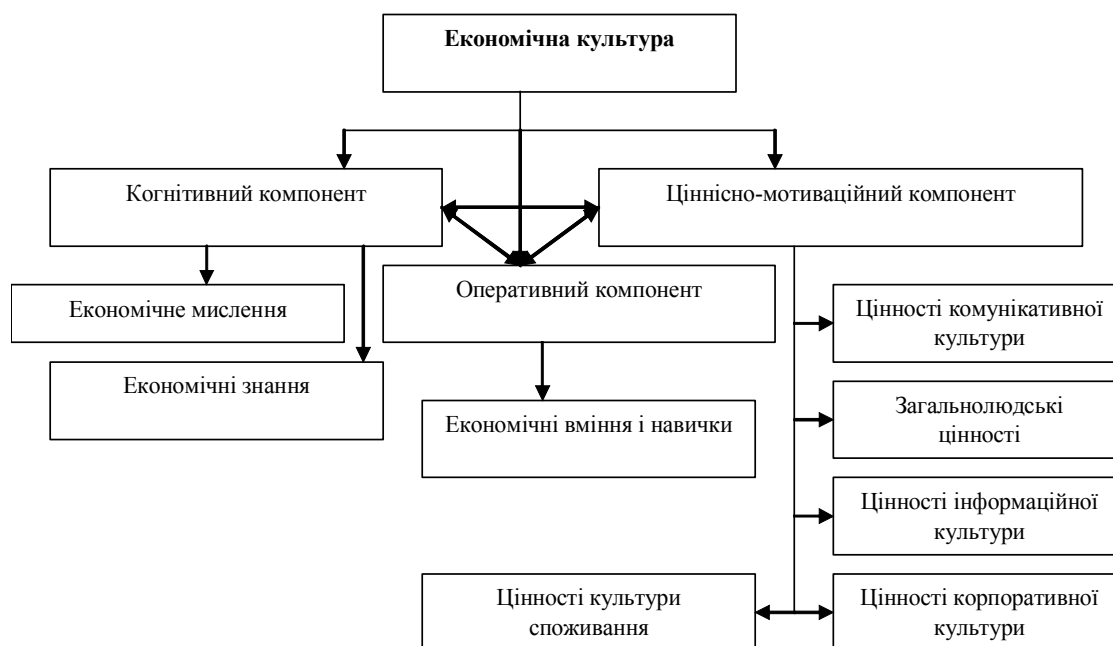 Економічна культура
Когнітивний компонент
Ціннісно-мотиваційний компонент
Оперативний компонент
Економічне мислення
Економічні знання
Економічні вміння і навички
Цінності комунікативної
культури
Загальнолюдські
цінності
Цінності інформаційної
культури
Цінності культури
споживання
Цінності корпоративної
культури